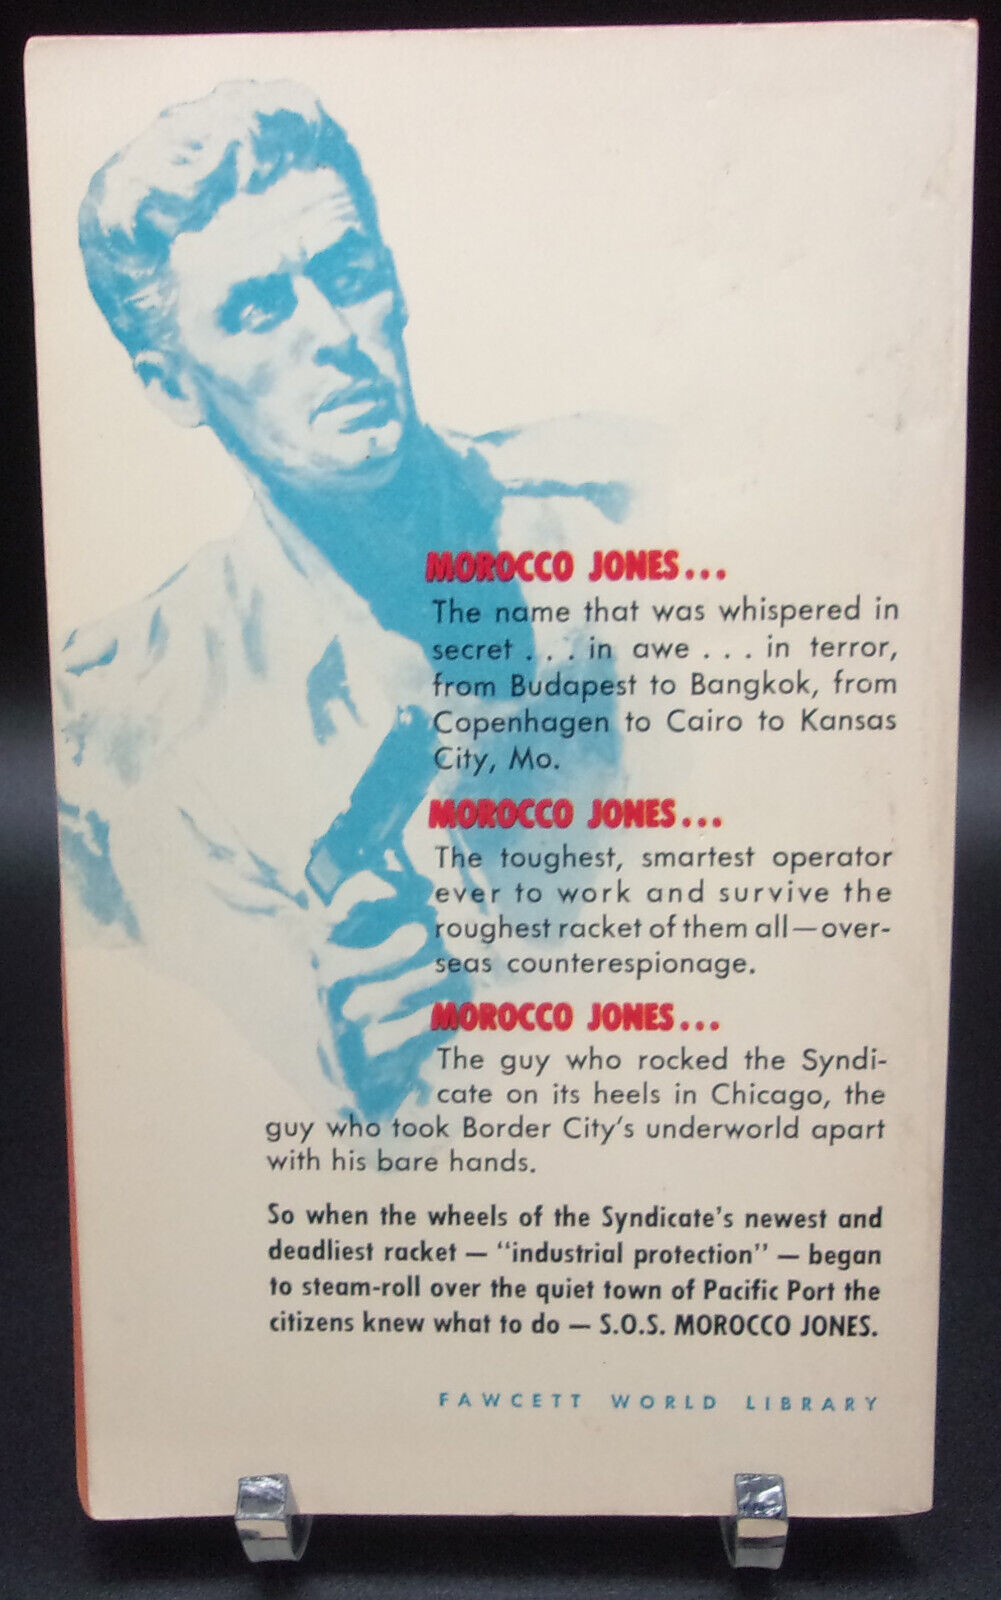 MOROCCO JONES...
The name that was whispered in
secret . . . in awe . . . in terror,
from Budapest to Bangkok, from
Copenhagen to Cairo to Kansas
City, Mo.
MOROCCO JONES...
The toughest, smartest operator
ever to work and survive the
roughest racket of them all—over-
seas counterespionage.
MOROCCO JONES...
The guy who rocked the Syndi-
cate on its heels in Chicago, the
guy who took Border City's underworld apart
with his bare hands.
So when the wheels of the Syndicate's newest and
deadliest racket — "industrial protection" — began
to steam-roll over the quiet town of Pacific Port the
citizens knew what to do — S.O.S. MOROCCO JONES.
FAWCETT WORLD LIBRARY